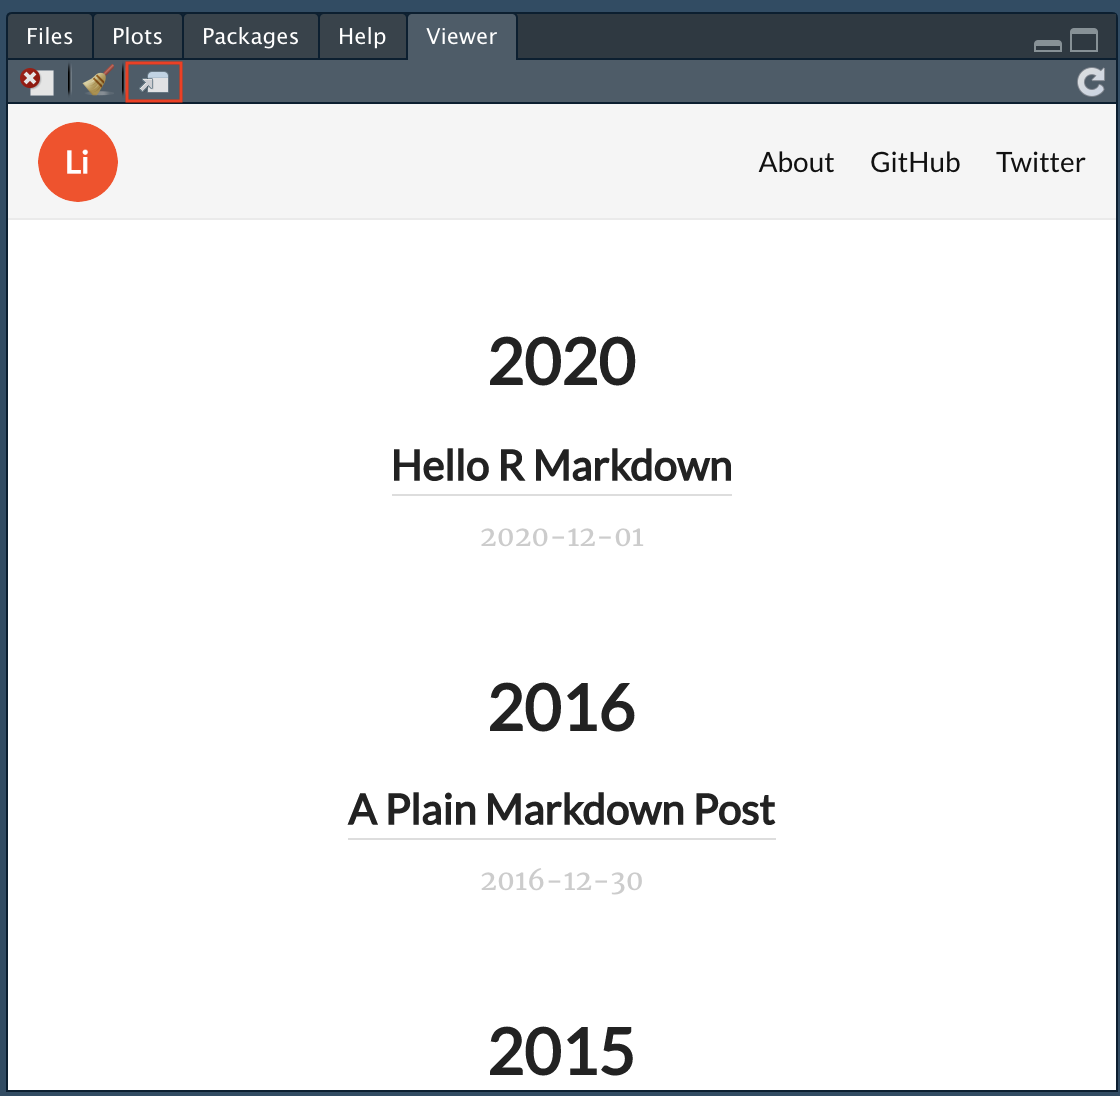 Files Plots Packages Help Viewer
Li About GitHub Twitter
2020
Hello R Markdown
2020-12-01
2016
A Plain Markdown Post
2016-12-30
2015